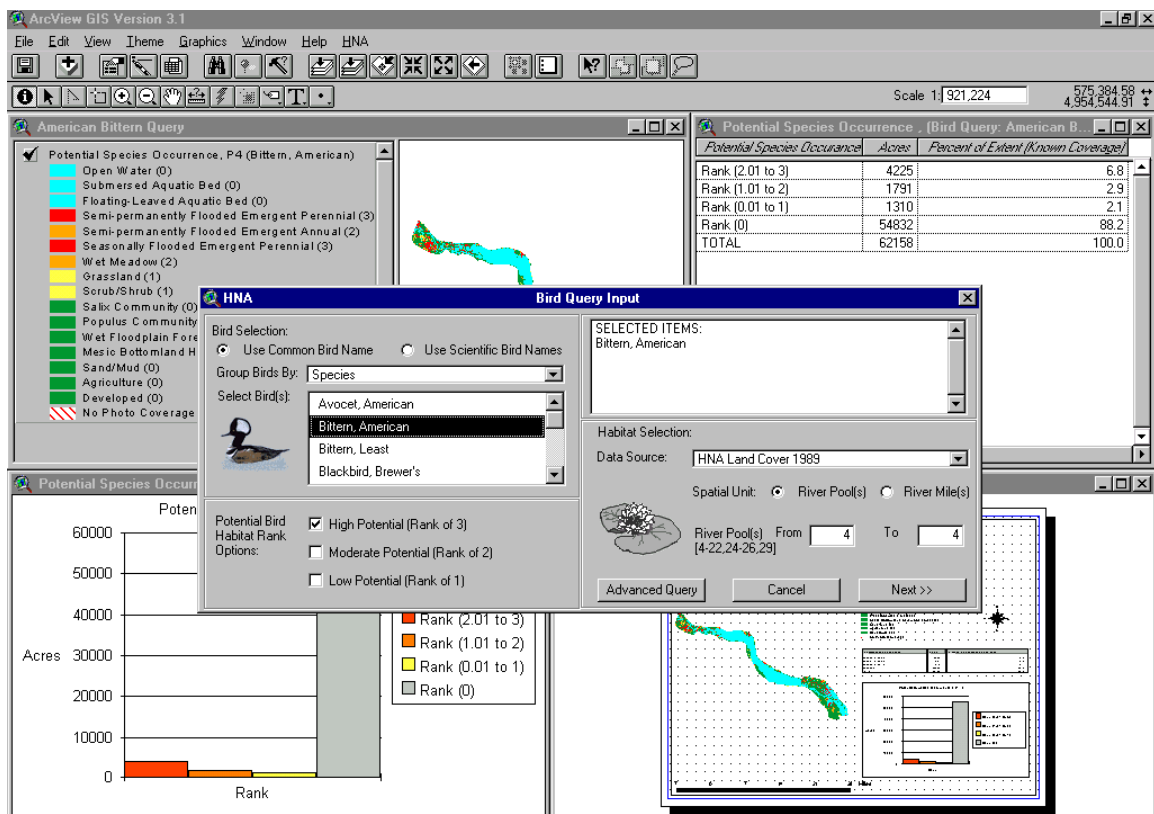 ArcView GIS Version 3.1
File Edit View Theme Graphics Window Help HNA
Scale 1: 921,224
575,384.58
4,954,544.91
American Bittern Query
Potential Species Occurrence, P4 (Bittern, American)
Open Water (0)
Submersed Aquatic Bed (0)
Floating-Leaved Aquatic Bed (0)
Semi-permanently Flooded Emergent Perennial (3)
Semi-permanently Flooded Emergent Annual (2)
Seasonally Flooded Emergent Perennial (3)
Wet Meadow (2)
Grassland (1)
Scrub/Shrub (1)
Salix Community (0)
Populus Community
Wet Floodplain Fore
Mesic Bottomland H
Sand/Mud (0)
Agriculture (0)
Developed (0)
No Photo Coverage
Potential Species Occurrence , (Bird Query: American B...
Potential Species Occurance Acres Percent of Extent (Known Coverage)
Rank (2.01 to 3) 4225 6.8
Rank (1.01 to 2) 1791 2.9
Rank (0.01 to 1) 1310 2.1
Rank (0) 54832 88.2
TOTAL 62158 100.0
HNA Bird Query Input
Bird Selection:
Use Common Bird Name Use Scientific Bird Names
Group Birds By: Species
Select Bird(s):
Avocet, American
Bittern, American
Bittern, Least
Blackbird, Brewer's
Potential Bird
Habitat Rank
Options:
High Potential (Rank of 3)
Moderate Potential (Rank of 2)
Low Potential (Rank of 1)
SELECTED ITEMS:
Bittern, American
Habitat Selection:
Data Source: HNA Land Cover 1989
Spatial Unit: River Pool(s) River Mile(s)
River Pool(s) From 4 To 4
[4-22,24-26,29]
Advanced Query Cancel Next >>
Potential Species Occurr
Poten
60000
50000
40000
Acres 30000
20000
10000
0
Rank
Rank (2.01 to 3)
Rank (1.01 to 2)
Rank (0.01 to 1)
Rank (0)